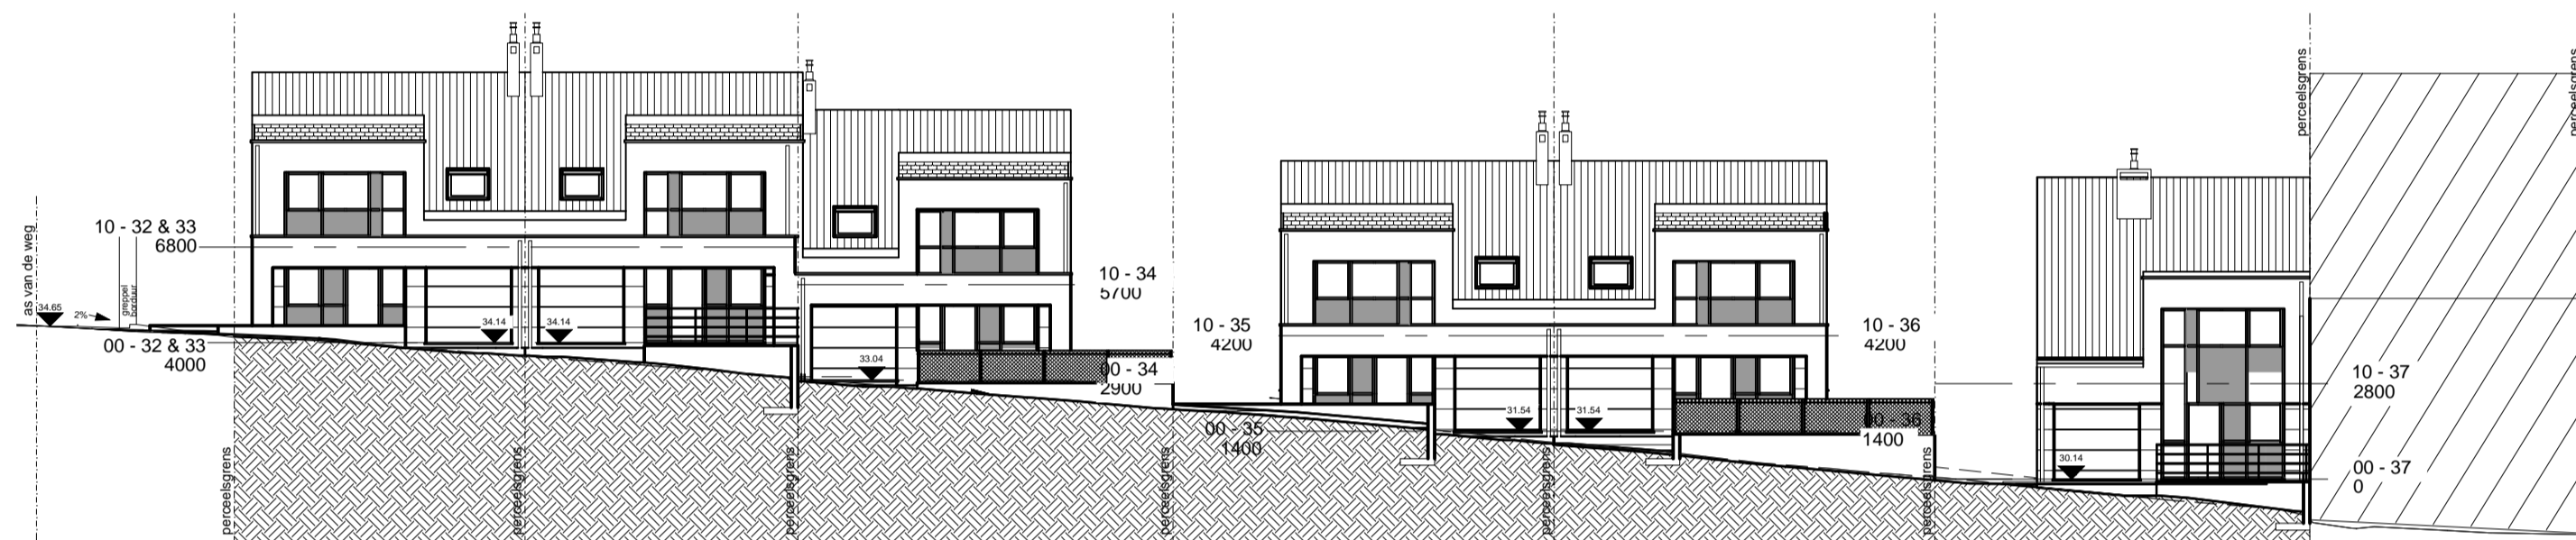 as van de weg
34.65
2%
greppel
borduur
10 - 32 & 33
6800
00 - 32 & 33
4000
perceelsgrens
34.14
34.14
perceelsgrens
perceelsgrens
33.04
10 - 34
5700
00 - 34
2900
perceelsgrens
10 - 35
4200
00 - 35
1400
31.54
31.54
perceelsgrens
10 - 36
4200
00 - 36
1400
perceelsgrens
30.14
perceelsgrens
10 - 37
2800
00 - 37
0
perceelsgrens